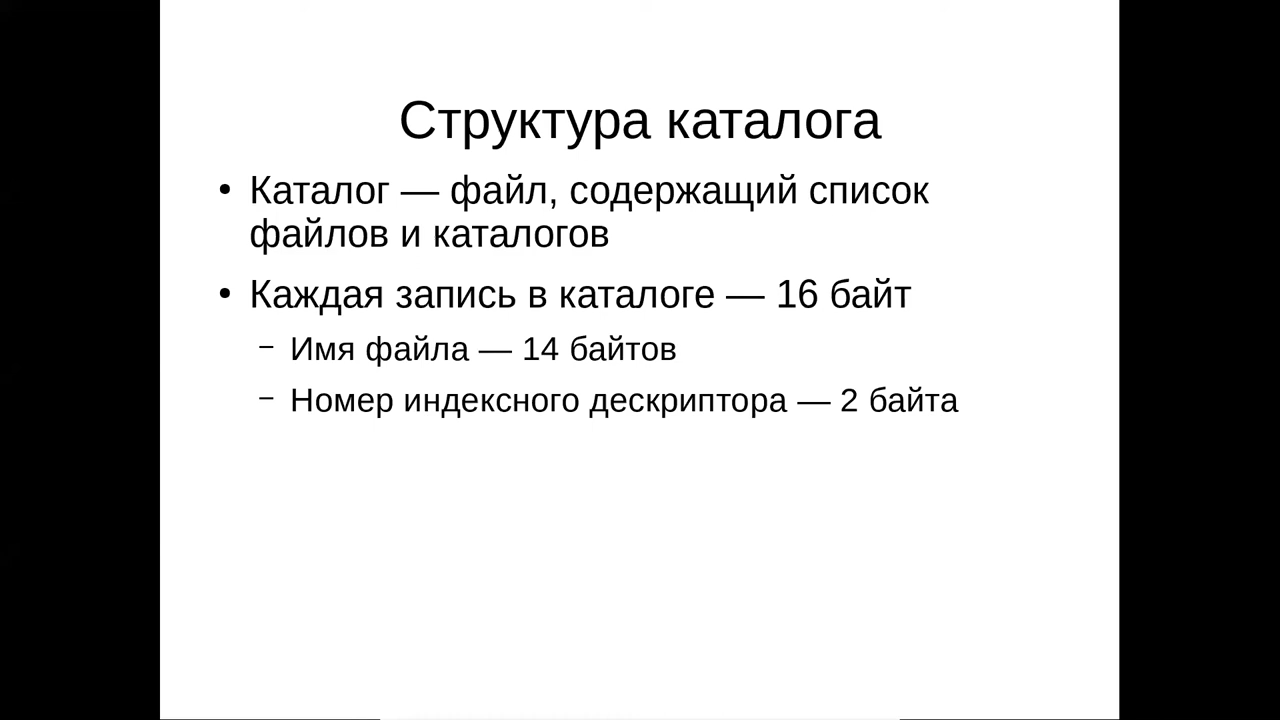 Структура каталога
• Каталог — файл, содержащий список
файлов и каталогов
• Каждая запись в каталоге — 16 байт
– Имя файла — 14 байтов
– Номер индексного дескриптора — 2 байта